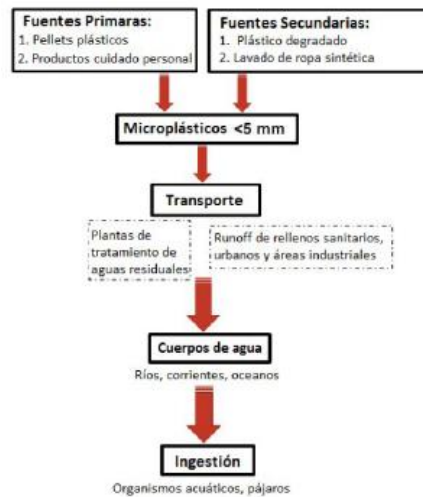 Fuentes Primarias:
1. Pellets plásticos
2. Productos cuidado personal
Fuentes Secundarias:
1. Plástico degradado
2. Lavado de ropa sintética
Microplásticos <5 mm
Transporte
Plantas de
tratamiento de
aguas residuales
Runoff de rellenos sanitarios,
urbanos y áreas industriales
Cuerpos de agua
Ríos, corrientes, oceanos
Ingestión
Organismos acuáticos, pájaros